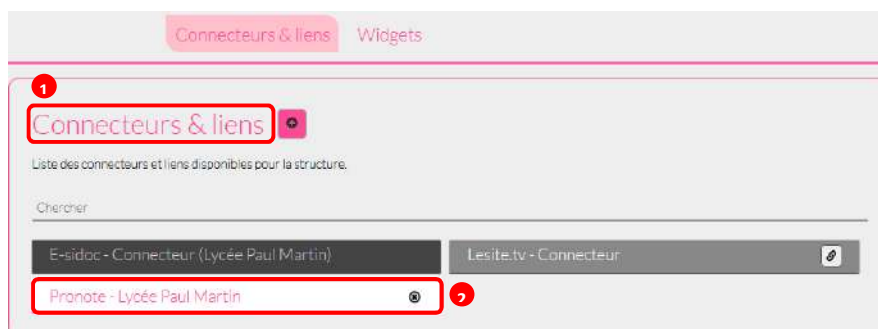 Connecteurs & liens Widgets
1
Connecteurs & liens
Liste des connecteurs et liens disponibles pour la structure.
Chercher
E-sidoc - Connecteur (Lycée Paul Martin) Lesite.tv - Connecteur
Pronote - Lycée Paul Martin 2